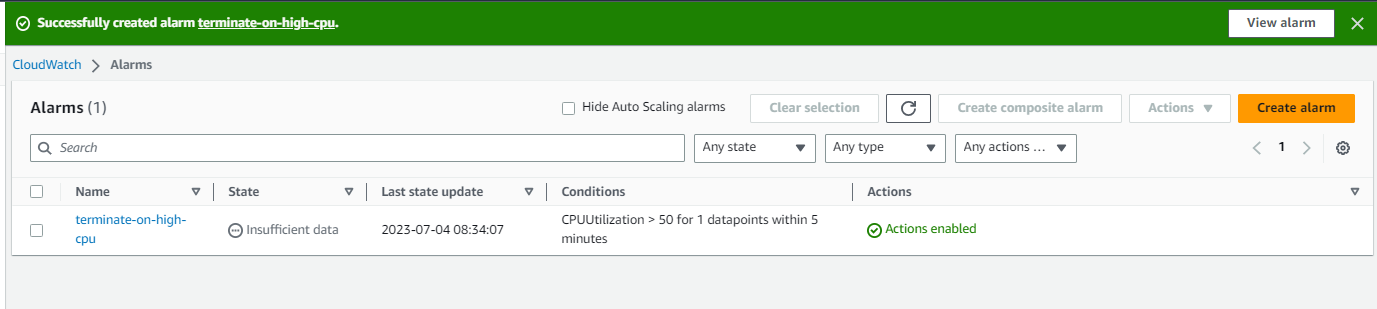 Successfully created alarm terminate-on-high-cpu.
View alarm
CloudWatch
Alarms
Alarms (1)
Hide Auto Scaling alarms
Clear selection
Create composite alarm
Actions
Create alarm
Search
Any state
Any type
Any actions ...
1
Name
State
Last state update
Conditions
Actions
terminate-on-high-
cpu
Insufficient data
2023-07-04 08:34:07
CPUUtilization > 50 for 1 datapoints within 5
minutes
Actions enabled